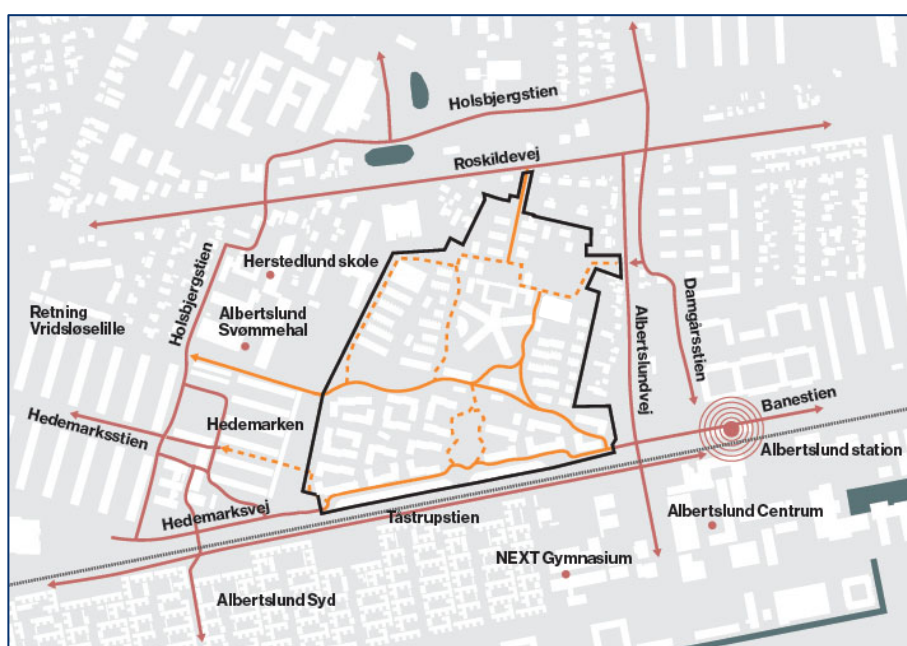 Holsbjergstien
Roskildevej
Herstedlund skole
Holsbjergstien
Retning
Vridsløselille
Albertslund
Svømmehal
Albertslundvej
Damgårsstien
Hedemarken
Hedemarksstien
Banestien
Albertslund station
Hedemarksvej
Tåstrupstien
Albertslund Centrum
NEXT Gymnasium
Albertslund Syd